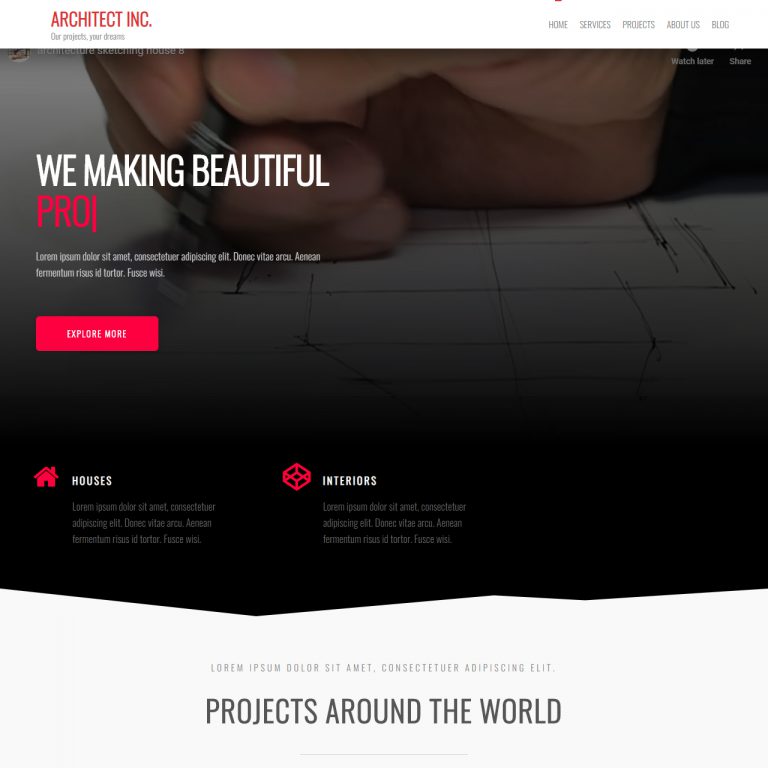 ARCHITECT INC.
Our projects, your dreams
HOME SERVICES PROJECTS ABOUT US BLOG
architecture sketching house 8
Watch later Share
WE MAKING BEAUTIFUL
PRO|
Lorem ipsum dolor sit amet, consectetuer adipiscing elit. Donec vitae arcu. Aenean
fermentum risus id tortor. Fusce wisi.
EXPLORE MORE
HOUSES
Lorem ipsum dolor sit amet, consectetuer
adipiscing elit. Donec vitae arcu. Aenean
fermentum risus id tortor. Fusce wisi.
INTERIORS
Lorem ipsum dolor sit amet, consectetuer
adipiscing elit. Donec vitae arcu. Aenean
fermentum risus id tortor. Fusce wisi.
LOREM IPSUM DOLOR SIT AMET, CONSECTETUER ADIPISCING ELIT.
PROJECTS AROUND THE WORLD